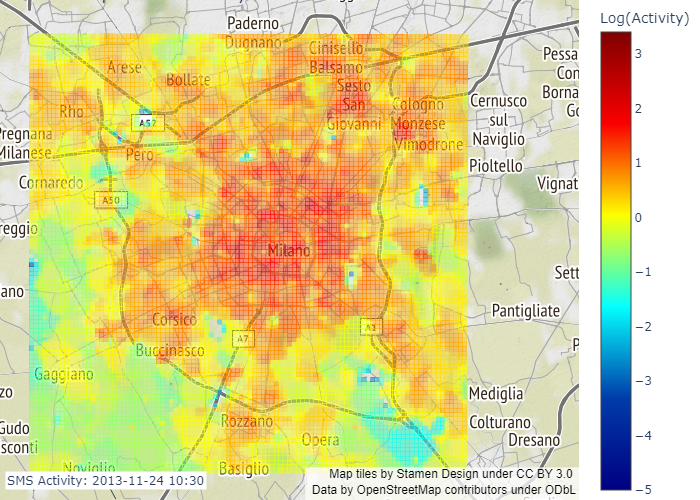 Log(Activity)
Paderno
Dugnano
Cinisello
Balsamo
Arese
Bollate
Sesto
San
Giovanni
Rho
Cologno
Monzese
Vimodrone
Cernusco
sul
Naviglio
Pessa
Con
Borna
Go
A52
Pregnana
Milanese
Pero
Pioltello
Cornaredo
Vignat
A50
reggio
Milano
Sett
ano
Pantigliate
Corsico
A7
A1
P
Buccinasco
Gaggiano
zo
Mediglia
Rozzano
Colturano
Gudo
sconti
Opera
Dresano
Noviglio
Basiglio
3
2
1
0
−1
−2
−3
−4
−5
SMS Activity: 2013-11-24 10:30
Map tiles by Stamen Design under CC BY 3.0
Data by OpenStreetMap contributors under ODbL